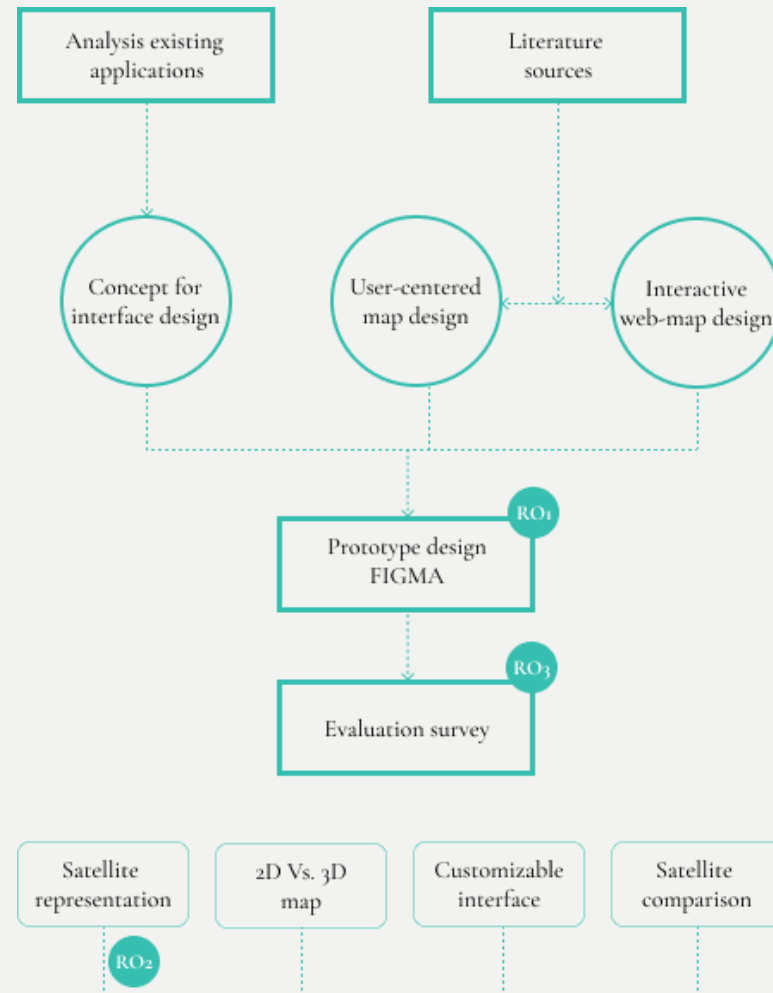 Analysis existing
applications
Literature
sources
Concept for
interface design
User-centered
map design
Interactive
web-map design
RO1
Prototype design
FIGMA
RO3
Evaluation survey
Satellite
representation
2D Vs. 3D
map
Customizable
interface
Satellite
comparison
RO2